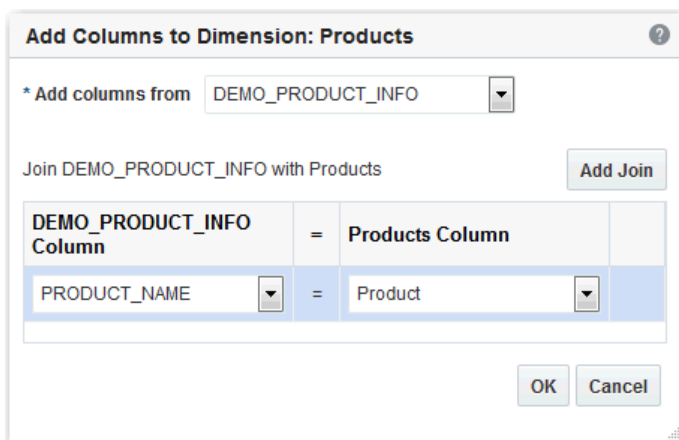 Add Columns to Dimension: Products ?
* Add columns from DEMO_PRODUCT_INFO
Join DEMO_PRODUCT_INFO with Products Add Join
DEMO_PRODUCT_INFO
Column = Products Column
PRODUCT_NAME = Product
OK Cancel